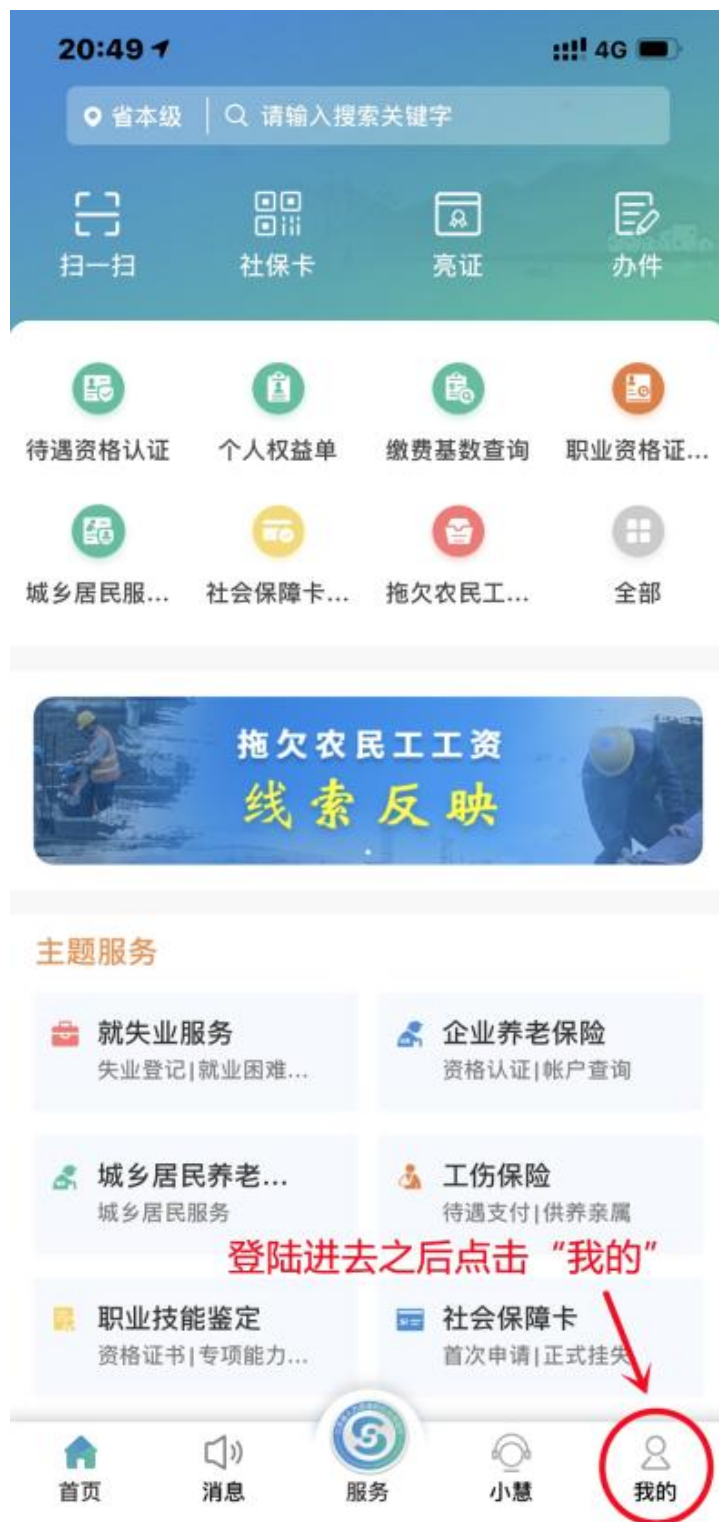 20:49 4G
省本级 请输入搜索关键字
扫一扫 社保卡 亮证 办件
待遇资格认证 个人权益单 缴费基数查询 职业资格证...
城乡居民服... 社会保障卡... 拖欠农民工... 全部
拖欠农民工工资
线索反映
主题服务
就失业服务 企业养老保险
失业登记|就业困难... 资格认证|帐户查询
城乡居民养老... 工伤保险
城乡居民服务 待遇支付|供养亲属
登陆进去之后点击“我的”
职业技能鉴定 社会保障卡
资格证书|专项能力... 首次申请|正式挂失
首页 消息 服务 小慧 我的